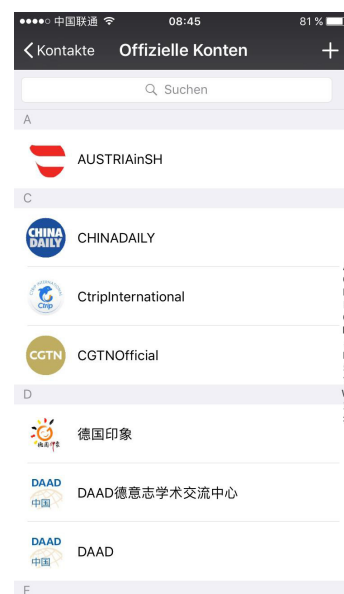 中国联通 08:45 81 %
Kontakte Offizielle Konten
Suchen
A
AUSTRIAinSH
C
CHINA
DAILY
CHINADAILY
Ctrip
CtripInternational
CGTN
CGTNOfficial
D
德国印象
DAAD
中国
DAAD德意志学术交流中心
DAAD
中国
DAAD